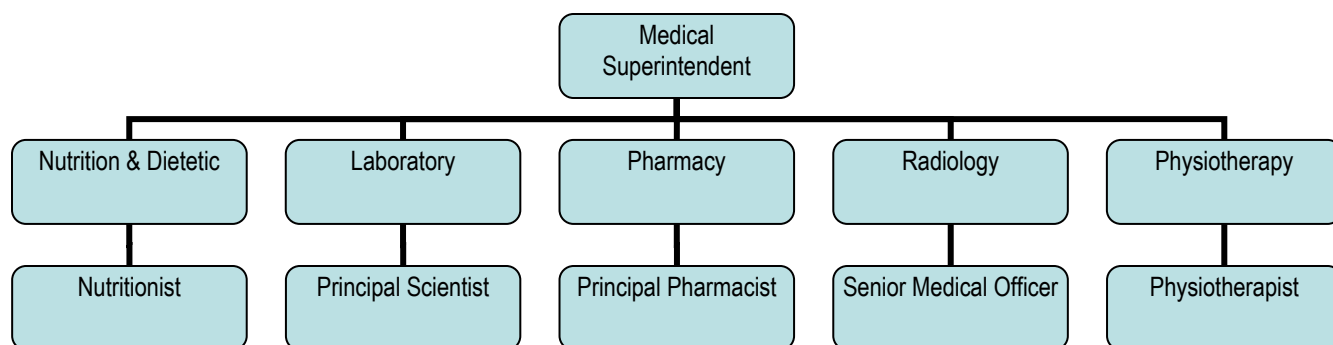 Medical
Superintendent
Nutrition & Dietetic
Laboratory
Pharmacy
Radiology
Physiotherapy
Nutritionist
Principal Scientist
Principal Pharmacist
Senior Medical Officer
Physiotherapist